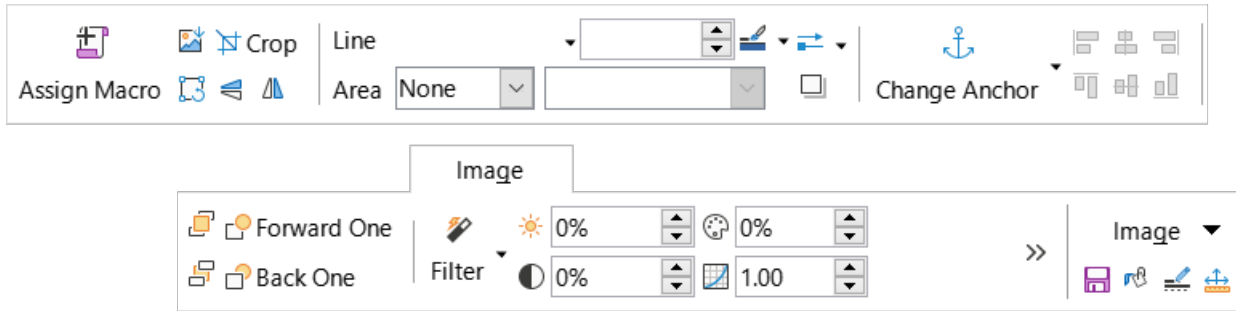 Crop Line
Assign Macro Area None Change Anchor
Image
Forward One 0% 0% Image
Back One Filter 0% 1.00